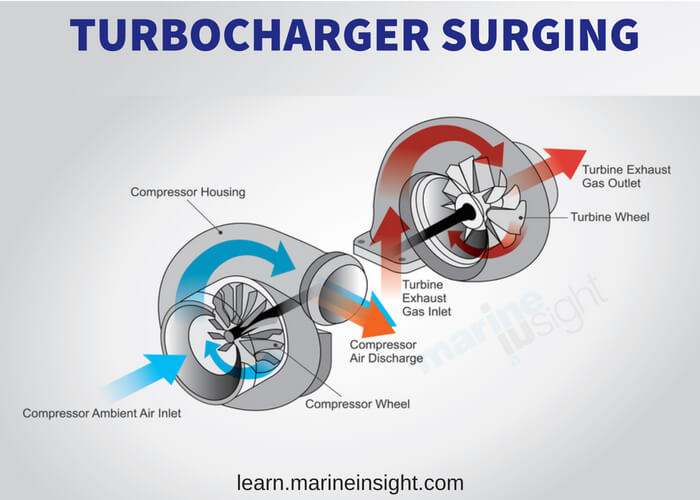 TURBOCHARGER SURGING
Compressor Housing
Turbine Exhaust
Gas Outlet
Turbine Wheel
Turbine
Exhaust
Gas Inlet
Compressor
Air Discharge
Compressor Wheel
Compressor Ambient Air Inlet
marine
insight
learn.marineinsight.com